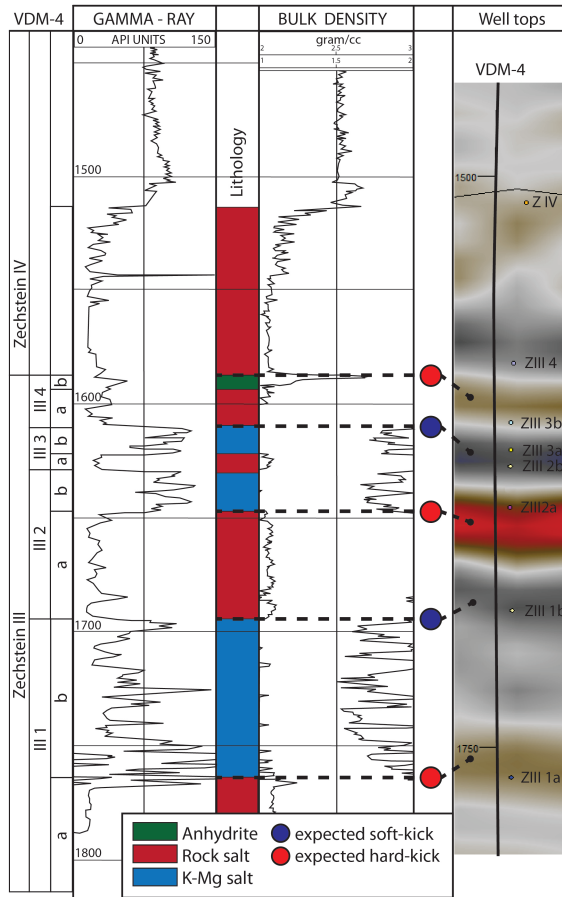 VDM-4 GAMMA - RAY BULK DENSITY Well tops
0 API UNITS 150
gram/cc
2 3
1 1.5 2
VDM-4
Lithology
1500
1500
Z IV
Zechstein IV
ZIII 4
III 4 b
a
1600
ZIII 3b
III 3 b
a
ZIII 3a
ZIII 2b
III 2 b
a
ZIII2a
ZIII 1b
Zechstein III
1700
III 1 b
a
1750
ZIII 1a
1800
Anhydrite
Rock salt
K-Mg salt
expected soft-kick
expected hard-kick